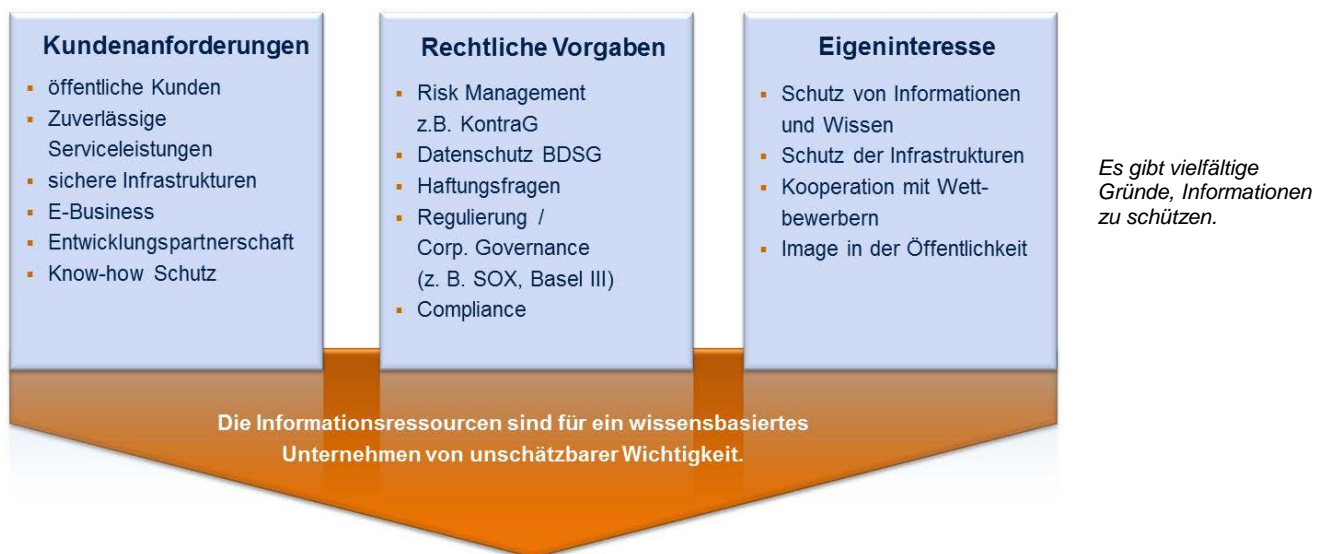 Kundenanforderungen
öffentliche Kunden
Zuverlässige
Serviceleistungen
sichere Infrastrukturen
E-Business
Entwicklungspartnerschaft
Know-how Schutz
Rechtliche Vorgaben
Risk Management
z.B. KontraG
Datenschutz BDSG
Haftungsfragen
Regulierung /
Corp. Governance
(z. B. SOX, Basel III)
Compliance
Eigeninteresse
Schutz von Informationen
und Wissen
Schutz der Infrastrukturen
Kooperation mit Wett-
bewerbern
Image in der Öffentlichkeit
Es gibt vielfältige
Gründe, Informationen
zu schützen.
Die Informationsressourcen sind für ein wissensbasiertes
Unternehmen von unschätzbarer Wichtigkeit.